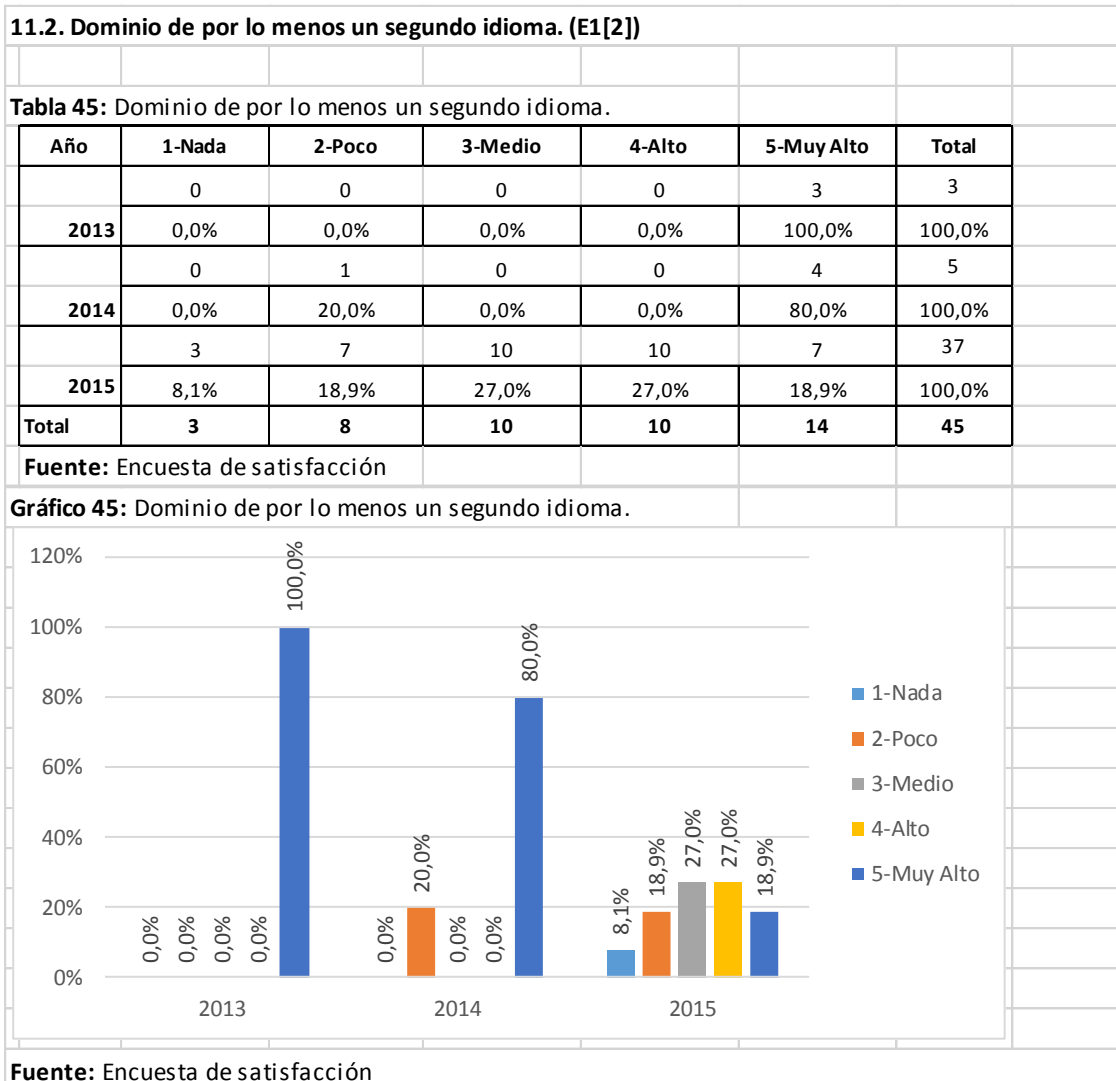 11.2. Dominio de por lo menos un segundo idioma. (E1[2])
Tabla 45: Dominio de por lo menos un segundo idioma.
Año 1-Nada 2-Poco 3-Medio 4-Alto 5-Muy Alto Total
0 0 0 0 3 3
2013 0,0% 0,0% 0,0% 0,0% 100,0% 100,0%
0 1 0 0 4 5
2014 0,0% 20,0% 0,0% 0,0% 80,0% 100,0%
3 7 10 10 7 37
2015 8,1% 18,9% 27,0% 27,0% 18,9% 100,0%
Total 3 8 10 10 14 45
Fuente: Encuesta de satisfacción
Gráfico 45: Dominio de por lo menos un segundo idioma.
120%
100%
80%
60%
40%
20%
0%
0,0% 0,0% 0,0% 0,0% 100,0%
0,0% 20,0% 0,0% 0,0% 80,0%
8,1% 18,9% 27,0% 27,0% 18,9%
2013 2014 2015
1-Nada
2-Poco
3-Medio
4-Alto
5-Muy Alto
Fuente: Encuesta de satisfacción